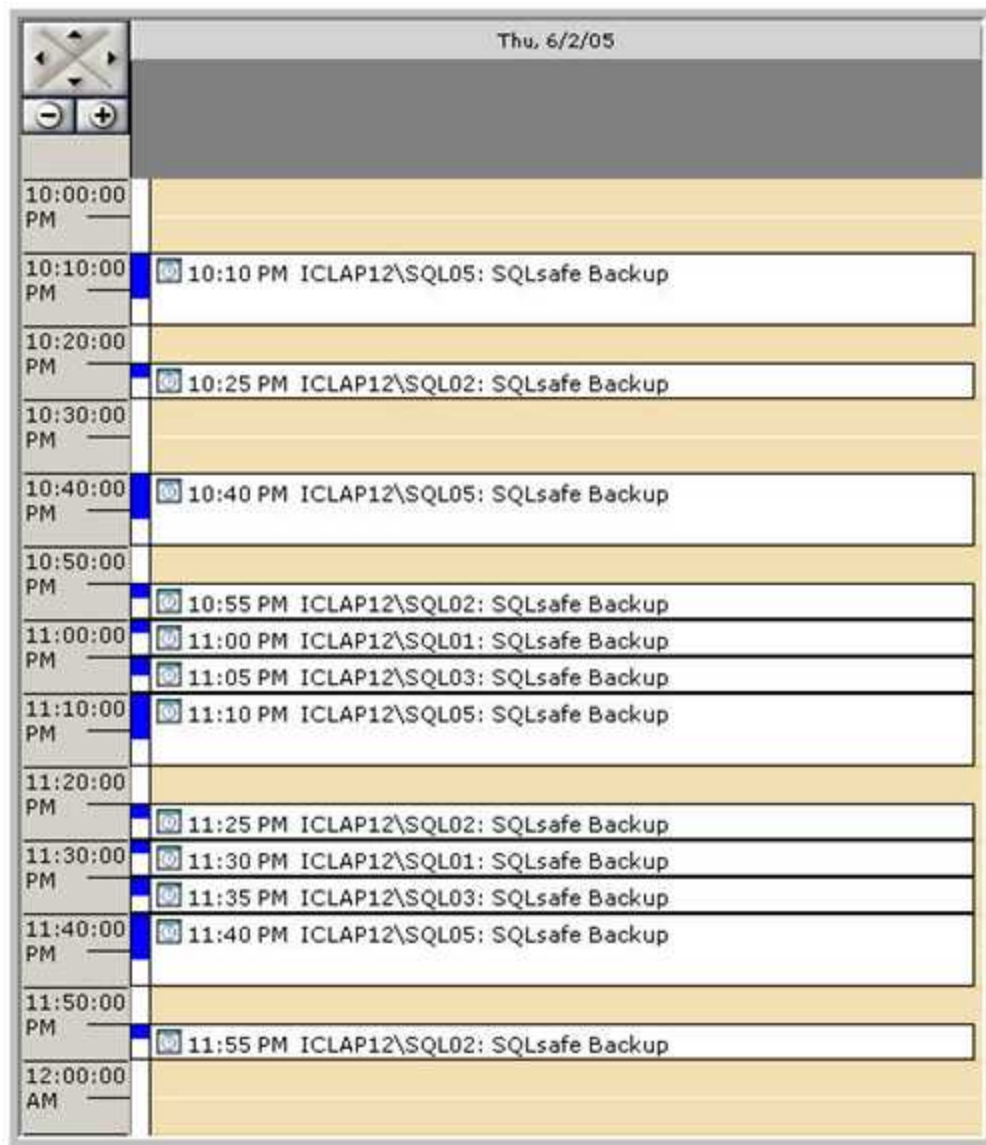 Thu, 6/2/05
10:00:00
PM
10:10:00
PM
10:10 PM ICLAP12\SQL05: SQLsafe Backup
10:20:00
PM
10:25 PM ICLAP12\SQL02: SQLsafe Backup
10:30:00
PM
10:40:00
PM
10:40 PM ICLAP12\SQL05: SQLsafe Backup
10:50:00
PM
10:55 PM ICLAP12\SQL02: SQLsafe Backup
11:00:00
PM
11:00 PM ICLAP12\SQL01: SQLsafe Backup
11:05 PM ICLAP12\SQL03: SQLsafe Backup
11:10:00
PM
11:10 PM ICLAP12\SQL05: SQLsafe Backup
11:20:00
PM
11:25 PM ICLAP12\SQL02: SQLsafe Backup
11:30:00
PM
11:30 PM ICLAP12\SQL01: SQLsafe Backup
11:35 PM ICLAP12\SQL03: SQLsafe Backup
11:40:00
PM
11:40 PM ICLAP12\SQL05: SQLsafe Backup
11:50:00
PM
11:55 PM ICLAP12\SQL02: SQLsafe Backup
12:00:00
AM